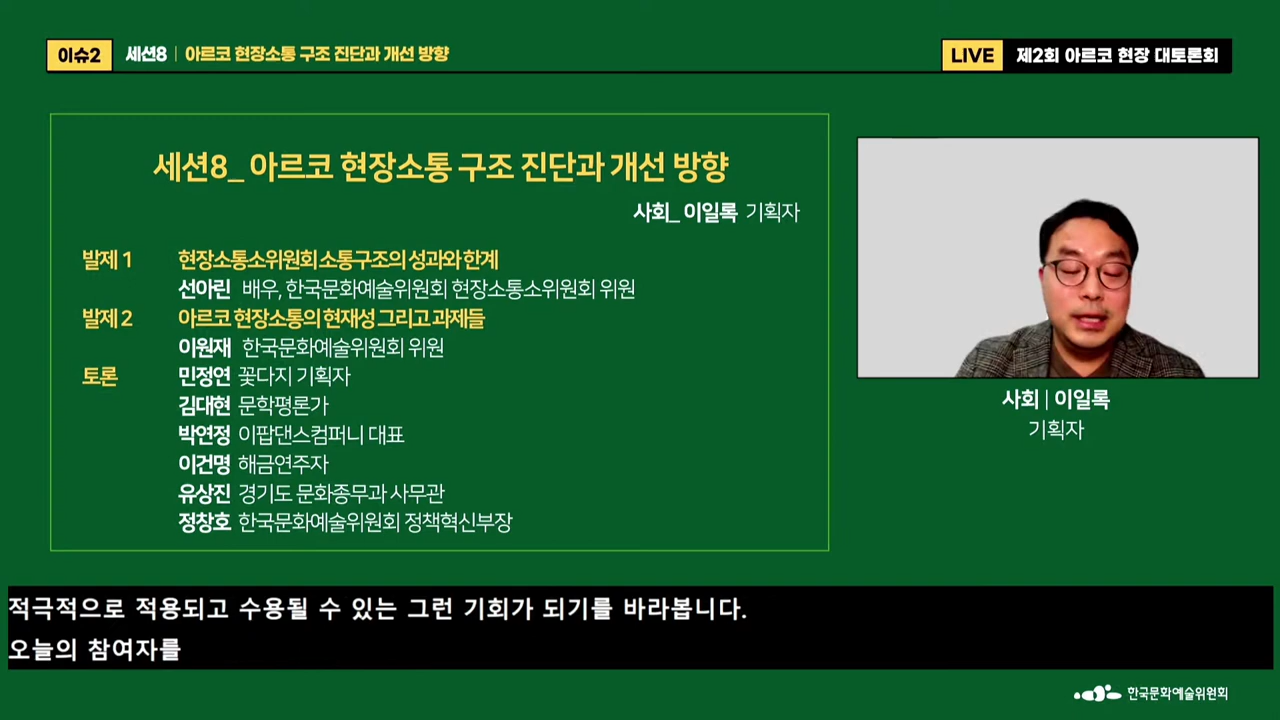 이슈2 세션8 | 아르코 현장소통 구조 진단과 개선 방향
LIVE 제2회 아르코 현장 대토론회
세션8_ 아르코 현장소통 구조 진단과 개선 방향
사회_ 이일록 기획자
발제 1 현장소통소위원회 소통구조의 성과와 한계
선아린 배우, 한국문화예술위원회 현장소통소위원회 위원
발제 2 아르코 현장소통의 현재성 그리고 과제들
이원재 한국문화예술위원회 위원
토론 민정연 꽃다지 기획자
김대현 문학평론가
박연정 이팝댄스컴퍼니 대표
이건명 해금연주자
유상진 경기도 문화종무과 사무관
정창호 한국문화예술위원회 정책혁신부장
사회 | 이일록
기획자
적극적으로 적용되고 수용될 수 있는 그런 기회가 되기를 바라봅니다.
오늘의 참여자를
한국문화예술위원회